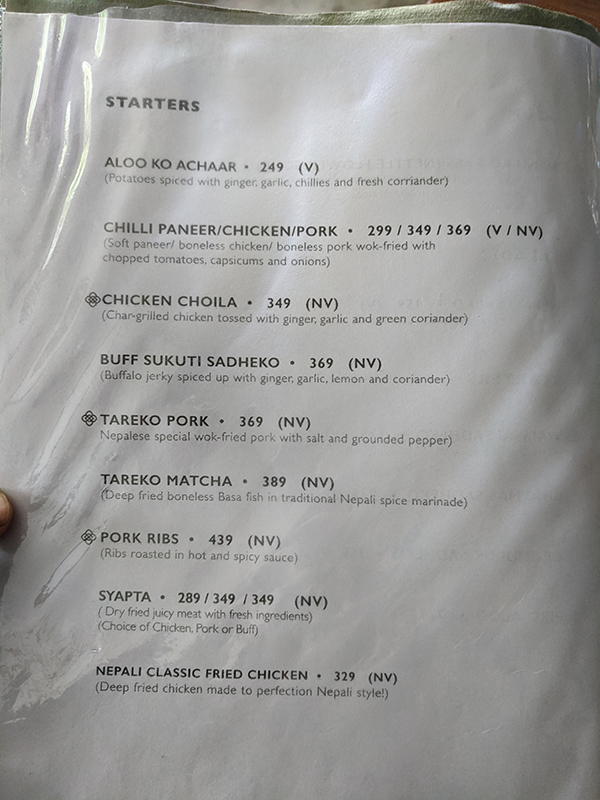 STARTERS
ALOO KO ACHAAR • 249 (V)
(Potatoes spiced with ginger, garlic, chillies and fresh corriander)
CHILLI PANEER/CHICKEN/PORK • 299 / 349 / 369 (V / NV)
(Soft paneer/ boneless chicken/ boneless pork wok-fried with
chopped tomatoes, capsicums and onions)
CHICKEN CHOILA • 349 (NV)
(Char-grilled chicken tossed with ginger, garlic and green coriander)
BUFF SUKUTI SADHEKO • 369 (NV)
(Buffalo jerky spiced up with ginger, garlic, lemon and coriander)
TAREKO PORK • 369 (NV)
Nepalese special wok-fried pork with salt and grounded pepper)
TAREKO MATCHA • 389 (NV)
(Deep fried boneless Basa fish in traditional Nepali spice marinade)
PORK RIBS • 439 (NV)
(Ribs roasted in hot and spicy sauce)
SYAPTA • 289 / 349 / 349 (NV)
( Dry fried juicy meat with fresh ingredients)
(Choice of Chicken, Pork or Buff)
NEPALI CLASSIC FRIED CHICKEN • 329 (NV)
(Deep fried chicken made to perfection Nepali style!)